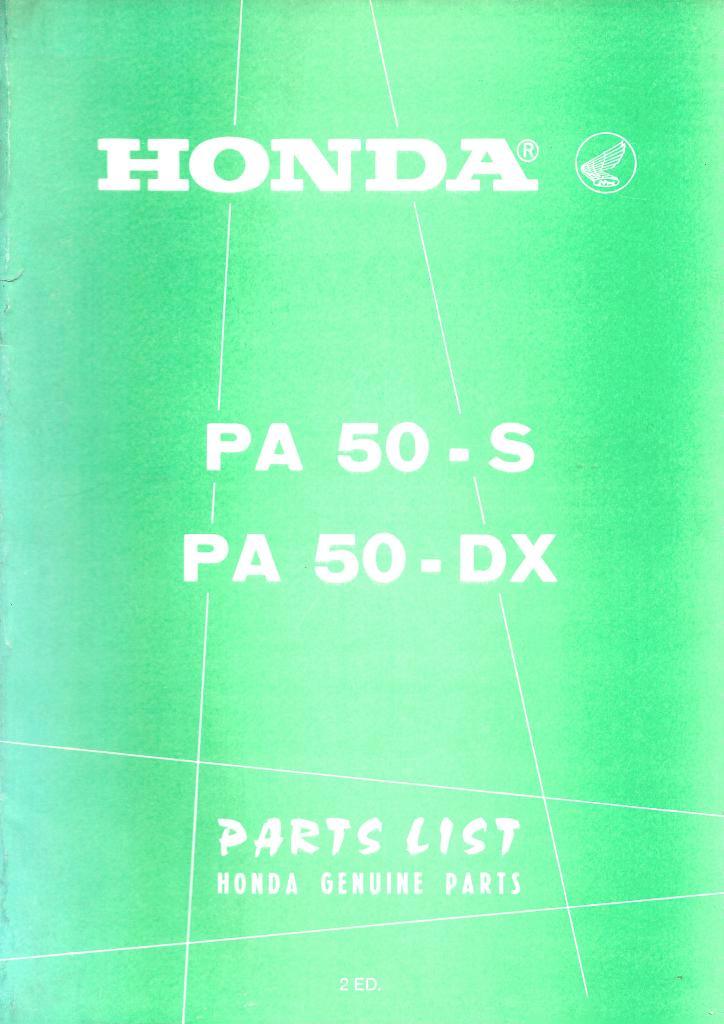 HONDA®
PA 50-S
PA 50-DX
PARTS LIST
HONDA GENUINE PARTS
2 ED.